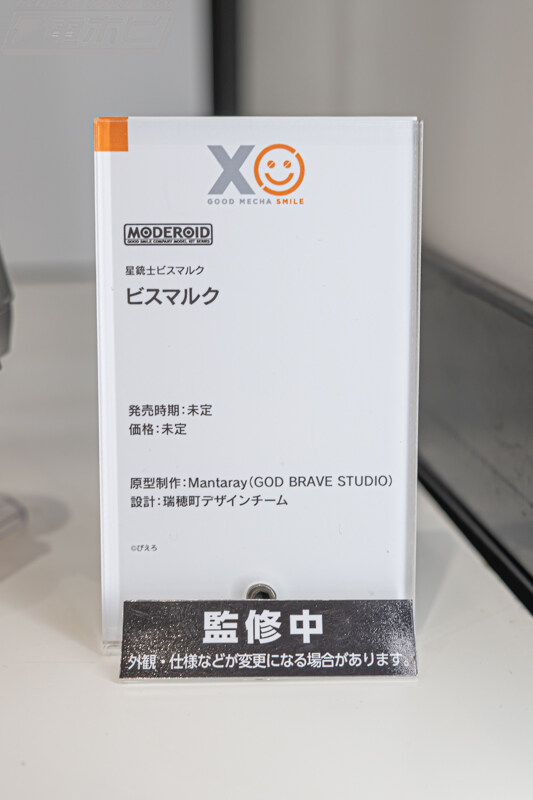 電ホビ
XO
GOOD MECHA SMILE
MODEROID
GOOD SMILE COMPANY MODEL KIT SERIES
星銃士ビスマルク
ビスマルク
発売時期：未定
価格：未定
原型制作：Mantaray（GOD BRAVE STUDIO）
設計：瑞穂町デザインチーム
©ぴえろ
監修中
外観・仕様などが変更になる場合があります。